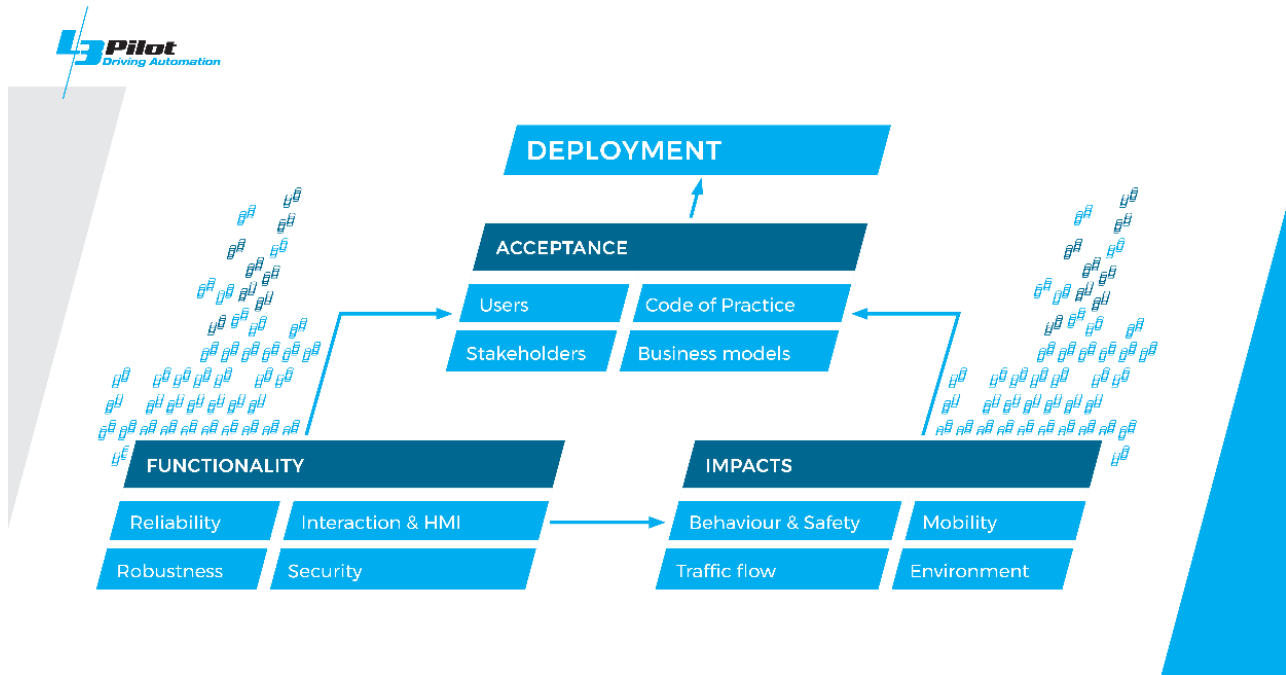 L3Pilot
Driving Automation
DEPLOYMENT
ACCEPTANCE
Users
Code of Practice
Stakeholders
Business models
FUNCTIONALITY
Reliability
Interaction & HMI
Robustness
Security
IMPACTS
Behaviour & Safety
Mobility
Traffic flow
Environment